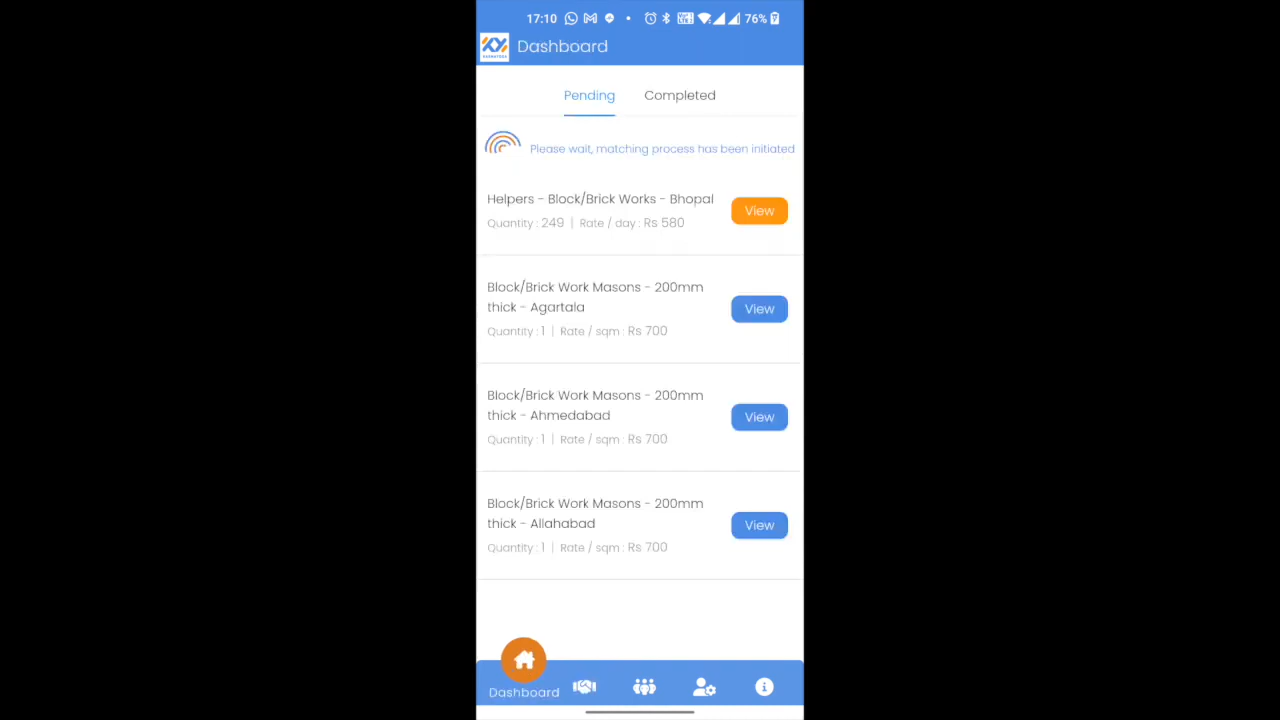 17:10 76%
Dashboard
Pending Completed
Please wait, matching process has been initiated
Helpers - Block/Brick Works - Bhopal
Quantity : 249 | Rate / day : Rs 580
View
Block/Brick Work Masons - 200mm
thick - Agartala
Quantity : 1 | Rate / sqm : Rs 700
View
Block/Brick Work Masons - 200mm
thick - Ahmedabad
Quantity : 1 | Rate / sqm : Rs 700
View
Block/Brick Work Masons - 200mm
thick - Allahabad
Quantity : 1 | Rate / sqm : Rs 700
View
Dashboard